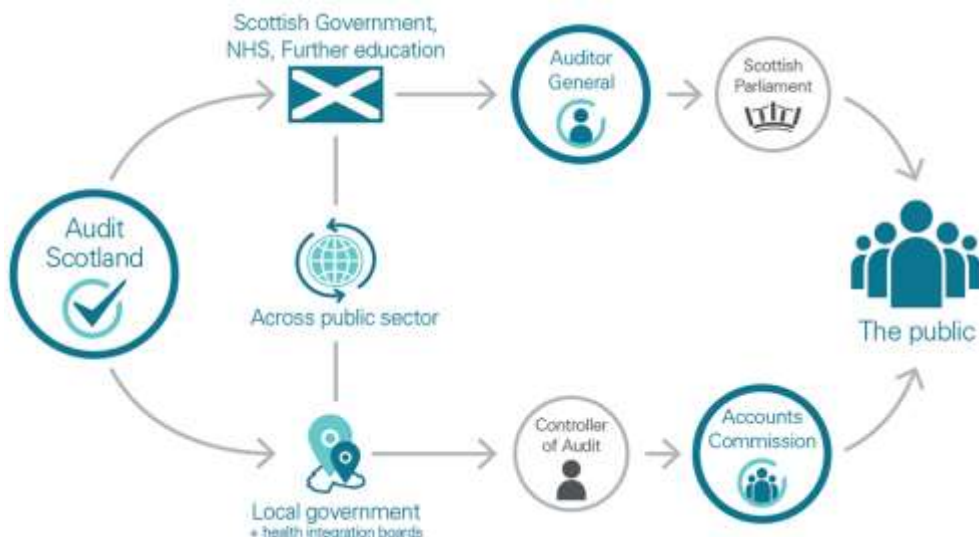 Scottish Government,
NHS, Further education
Auditor
General
Scottish
Parliament
Audit
Scotland
Across public sector
The public
Local government
+ health integration boards
Controller
of Audit
Accounts
Commission